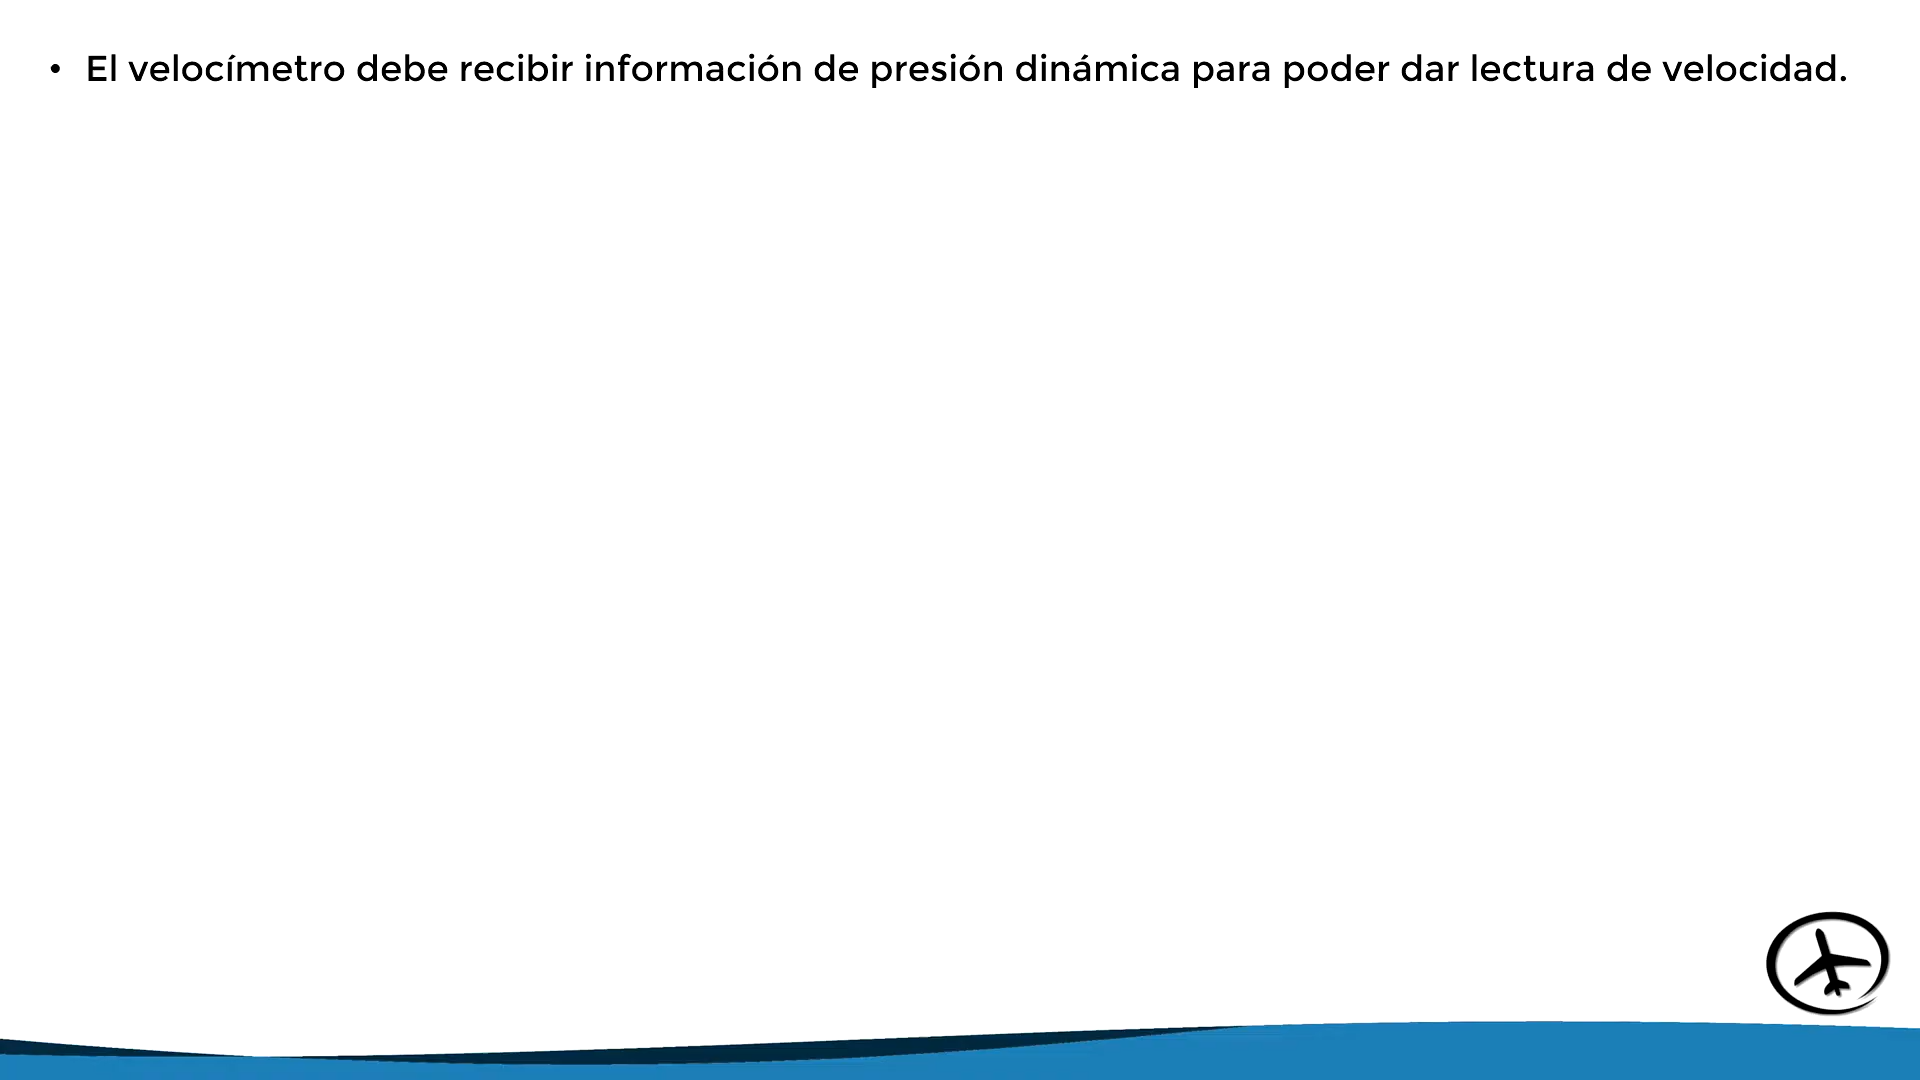 • El velocímetro debe recibir información de presión dinámica para poder dar lectura de velocidad.